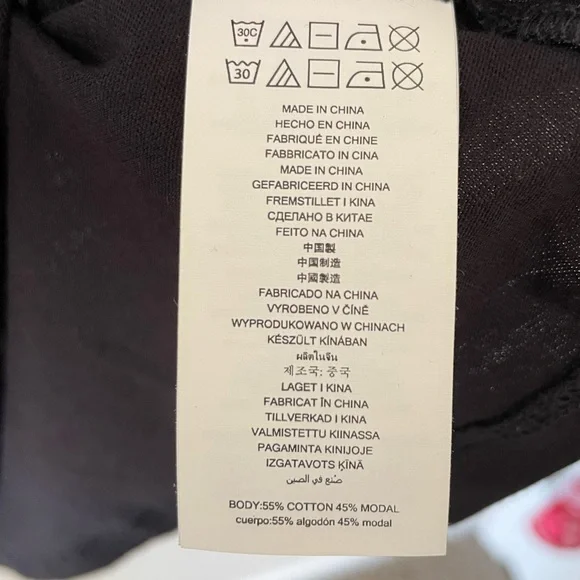 30C
30
MADE IN CHINA
HECHO EN CHINA
FABRIQUÉ EN CHINE
FABBRICATO IN CINA
MADE IN CHINA
GEFABRICEERD IN CHINA
FREMSTILLET I KINA
СДЕЛАНО В КИТАЕ
FEITO NA CHINA
中国製
中国制造
中國製造
FABRICADO NA CHINA
VYROBENO V ČÍNĚ
WYPRODUKOWANO W CHINACH
KÉSZÜLT KÍNÁBAN
ผลิตในจีน
제조국: 중국
LAGET I KINA
FABRICAT ÎN CHINA
TILLVERKAD I KINA
VALMISTETTU KIINASSA
PAGAMINTA KINIJOJE
IZGATAVOTS ĶĪNĀ
صُنع في الصين
BODY:55% COTTON 45% MODAL
cuerpo:55% algodón 45% modal